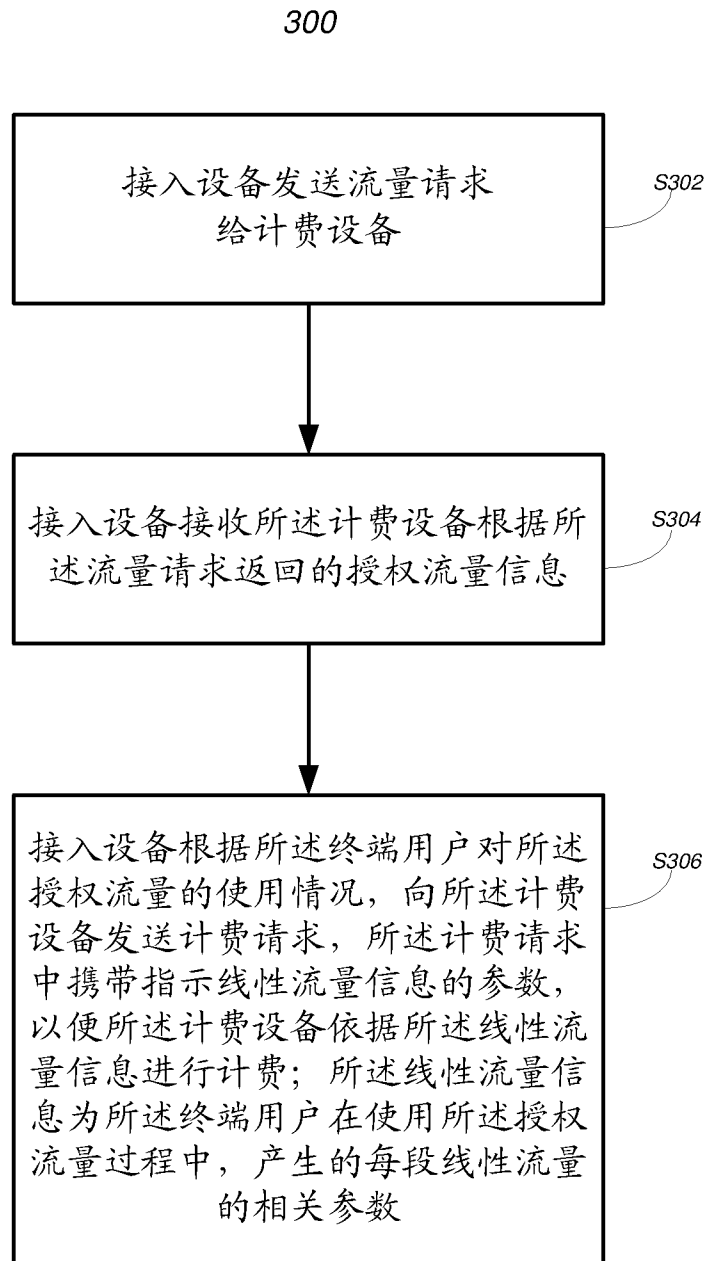 300
接入设备发送流量请求
给计费设备
S302
接入设备接收所述计费设备根据所
述流量请求返回的授权流量信息
S304
接入设备根据所述终端用户对所述
授权流量的使用情况，向所述计费
设备发送计费请求，所述计费请求
中携带指示线性流量信息的参数，
以便所述计费设备依据所述线性流
量信息进行计费；所述线性流量信
息为所述终端用户在使用所述授权
流量过程中，产生的每段线性流量
的相关参数
S306